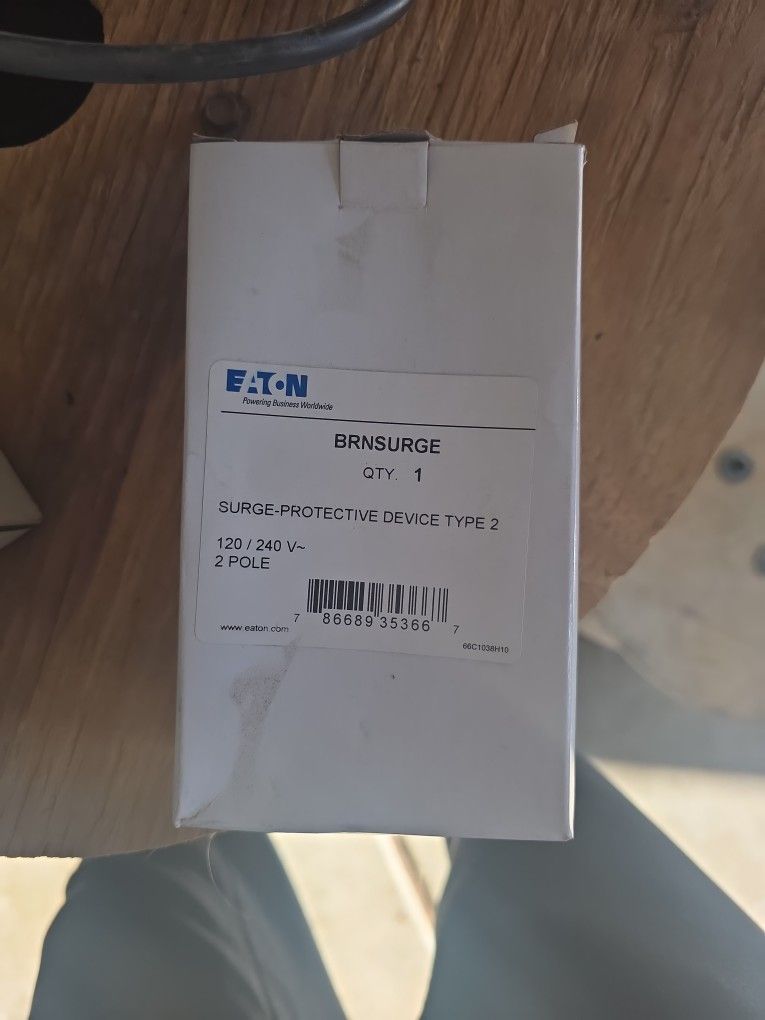 EATON
Powering Business Worldwide
BRNSURGE
QTY. 1
SURGE-PROTECTIVE DEVICE TYPE 2
120 / 240 V~
2 POLE
7 86689 35366 7
www.eaton.com
66C1038H10